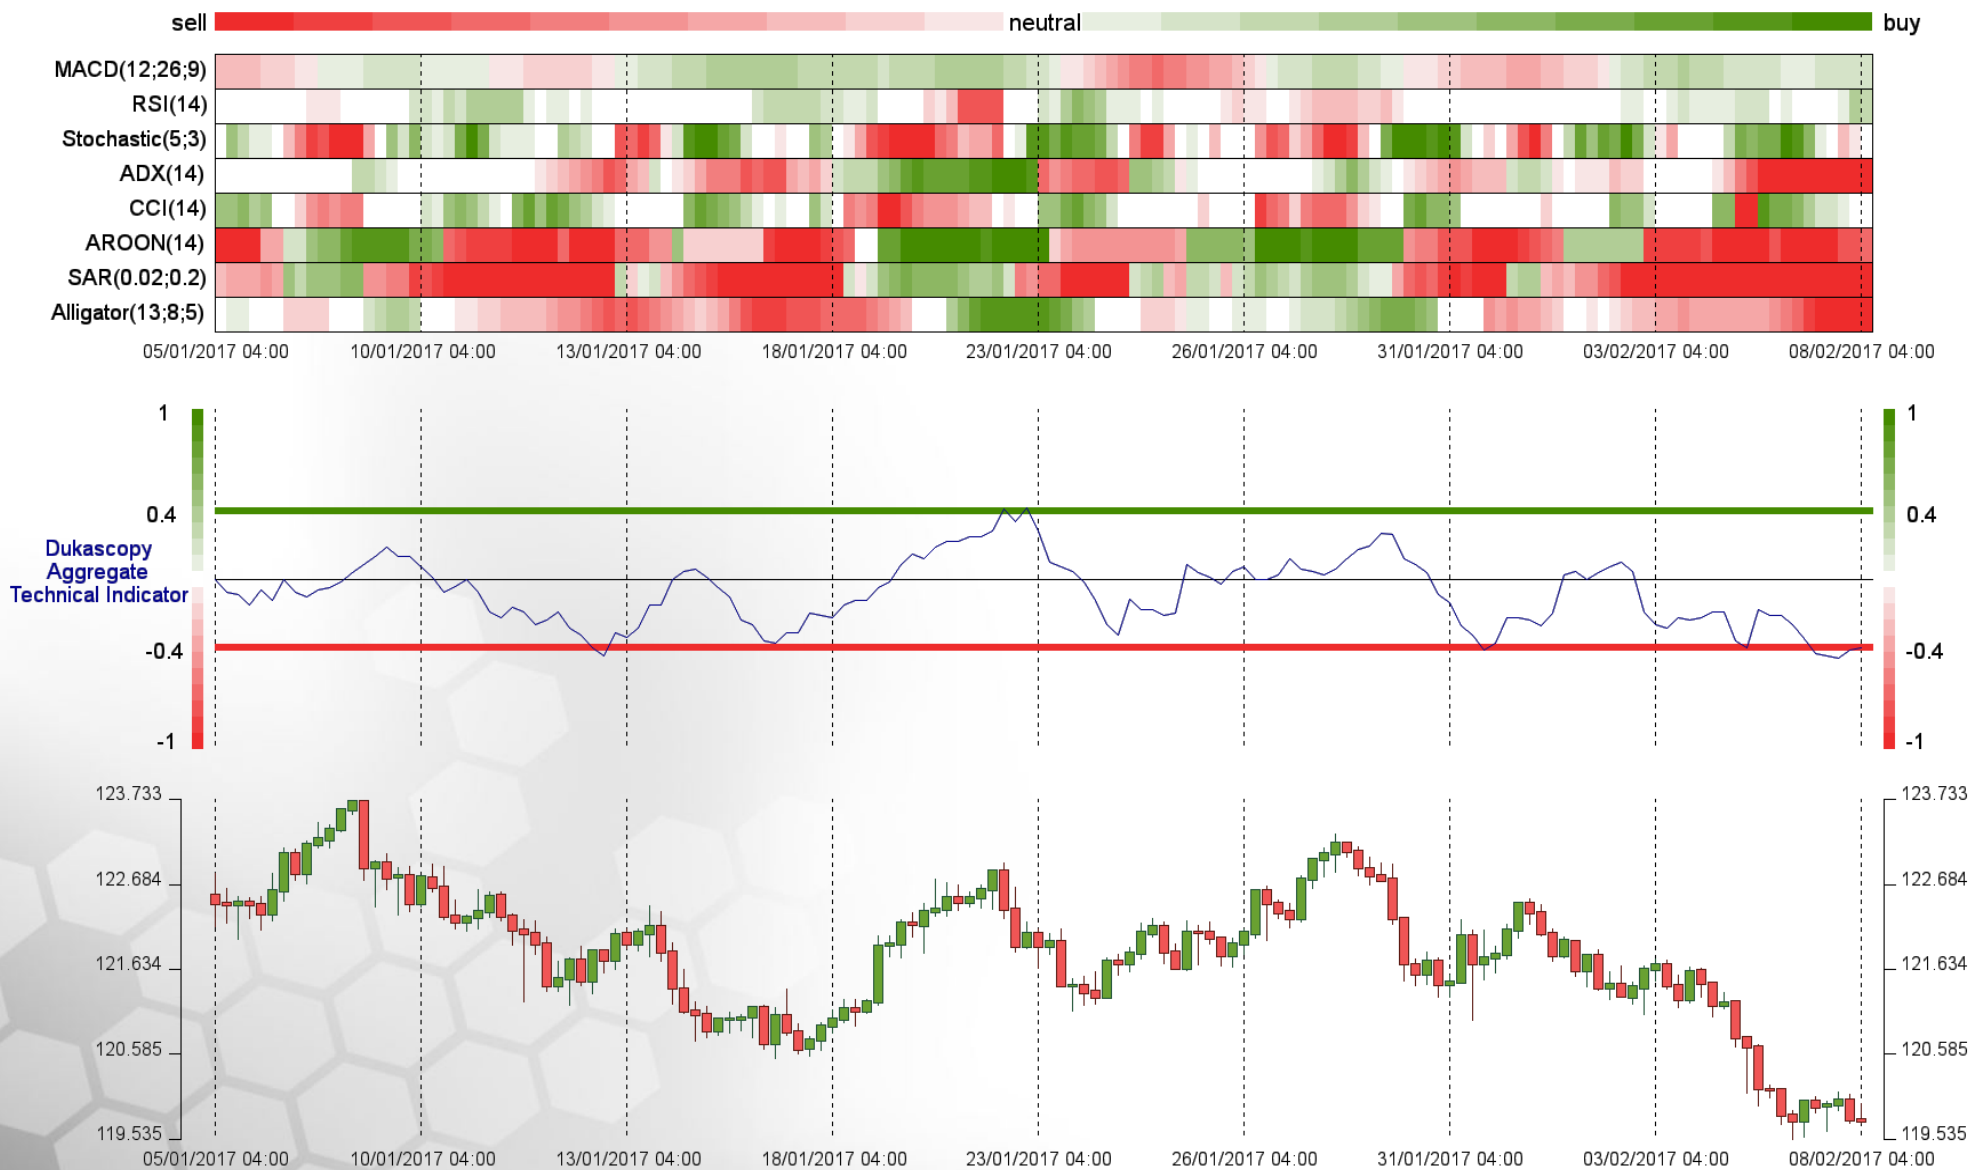 sell neutral buy
MACD(12;26;9)
RSI(14)
Stochastic(5;3)
ADX(14)
CCI(14)
AROON(14)
SAR(0.02;0.2)
Alligator(13;8;5)
05/01/2017 04:00 10/01/2017 04:00 13/01/2017 04:00 18/01/2017 04:00 23/01/2017 04:00 26/01/2017 04:00 31/01/2017 04:00 03/02/2017 04:00 08/02/2017 04:00
1 1
0.4 0.4
Dukascopy
Aggregate
Technical Indicator
-0.4 -0.4
-1 -1
123.733 123.733
122.684 122.684
121.634 121.634
120.585 120.585
119.535 119.535
05/01/2017 04:00 10/01/2017 04:00 13/01/2017 04:00 18/01/2017 04:00 23/01/2017 04:00 26/01/2017 04:00 31/01/2017 04:00 03/02/2017 04:00 08/02/2017 04:00